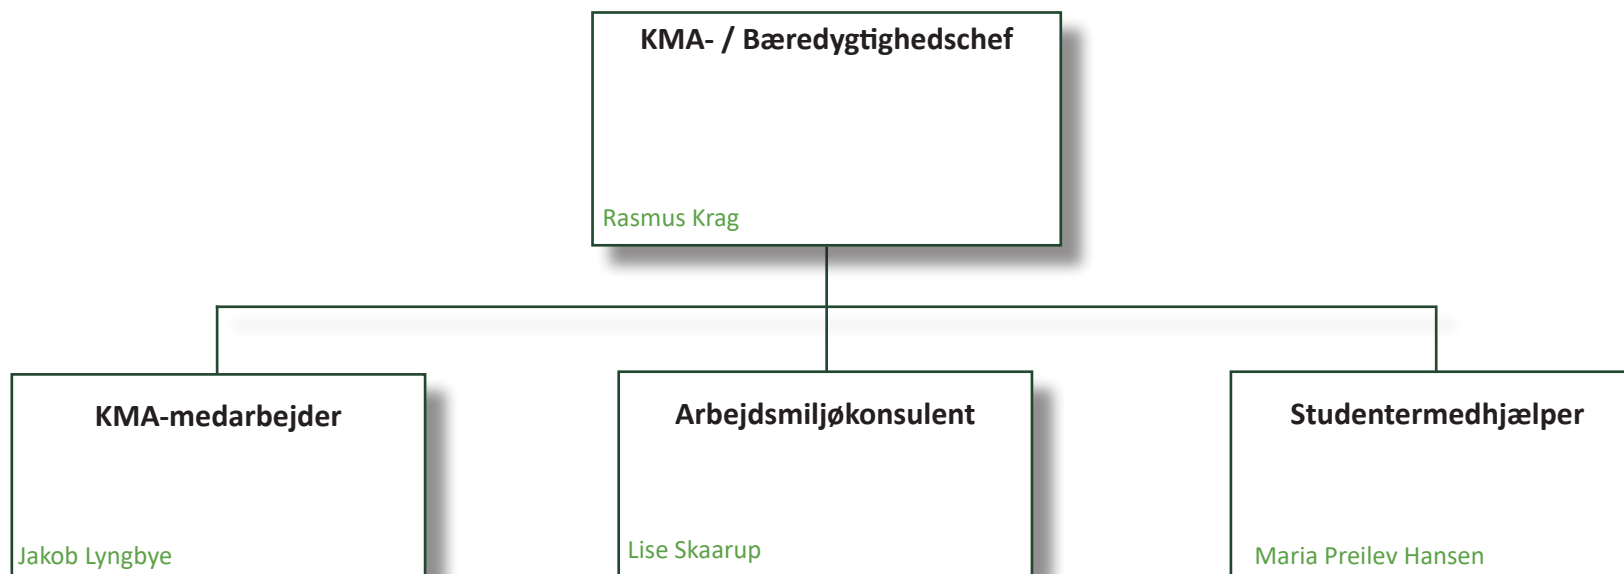 KMA- / Bæredygtighedschef
Rasmus Krag
KMA-medarbejder
Jakob Lyngbye
Arbejdsmiljøkonsulent
Lise Skaarup
Studentermedhjælper
Maria Preilev Hansen